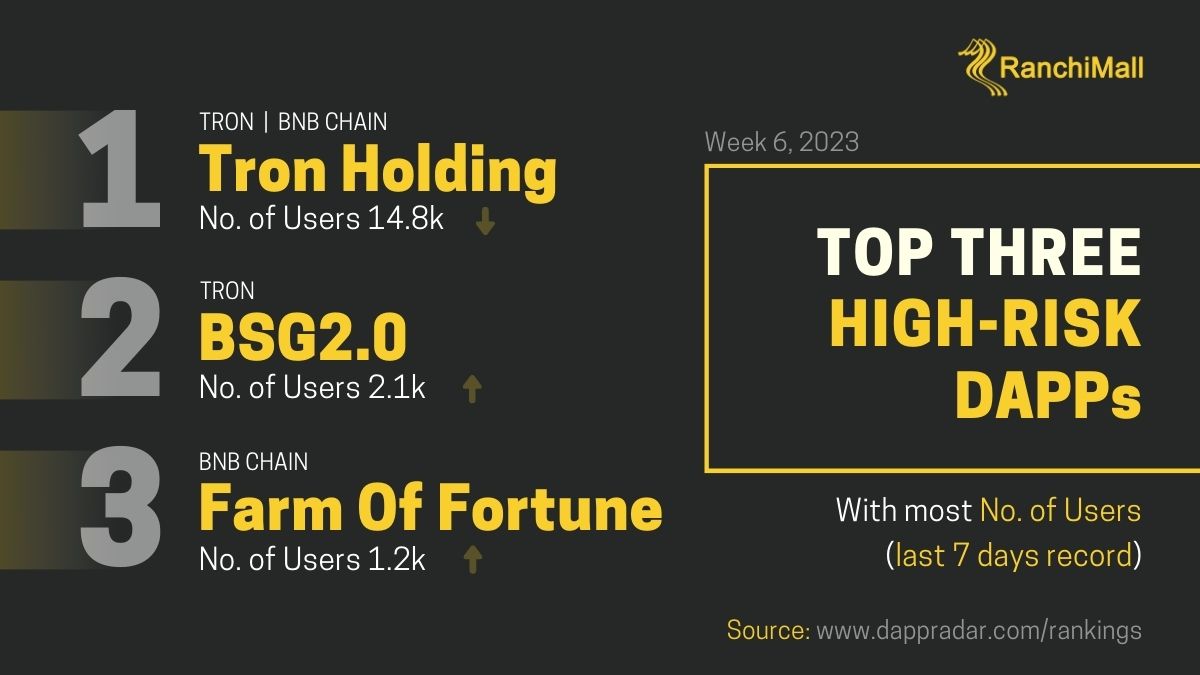 RanchiMall
1
TRON | BNB CHAIN
Tron Holding
No. of Users 14.8k
2
TRON
BSG2.0
No. of Users 2.1k
3
BNB CHAIN
Farm Of Fortune
No. of Users 1.2k
Week 6, 2023
TOP THREE
HIGH-RISK
DAPPs
With most No. of Users
(last 7 days record)
Source: www.dappradar.com/rankings